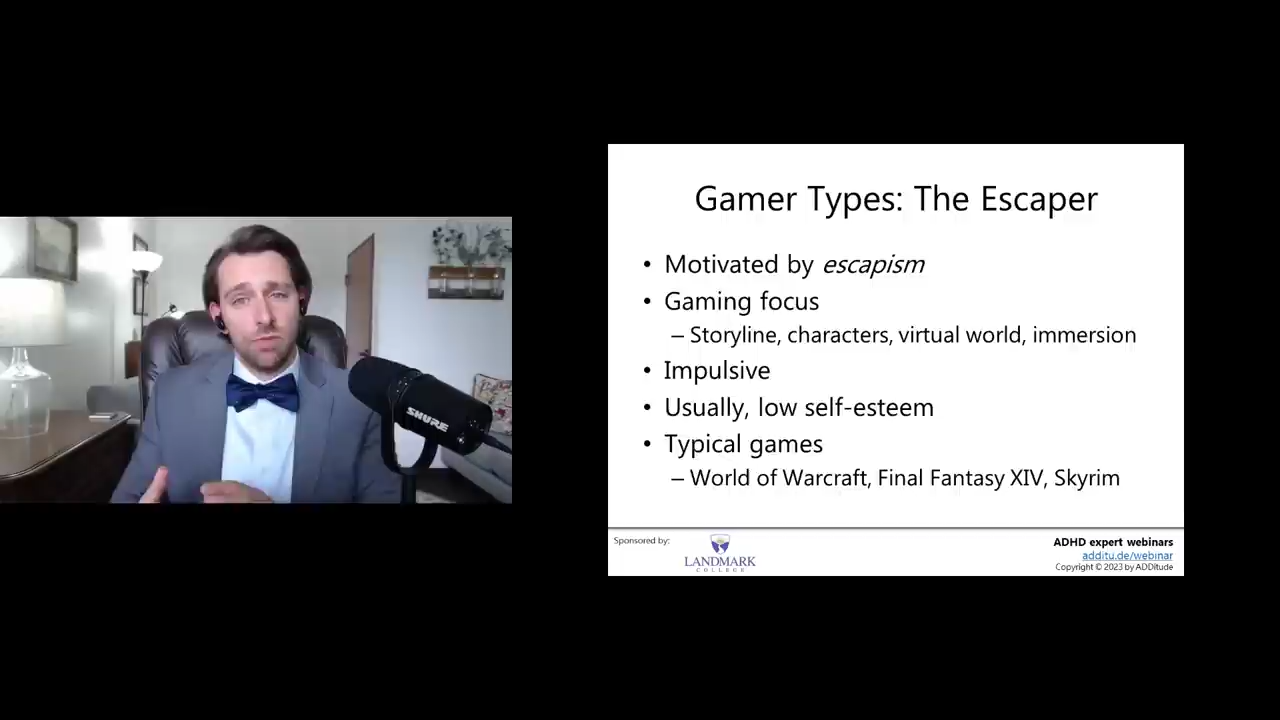 SHURE
Gamer Types: The Escaper
• Motivated by escapism
• Gaming focus
– Storyline, characters, virtual world, immersion
• Impulsive
• Usually, low self-esteem
• Typical games
– World of Warcraft, Final Fantasy XIV, Skyrim
Sponsored by:
LANDMARK
COLLEGE
ADHD expert webinars
additu.de/webinar
Copyright © 2023 by ADDitude